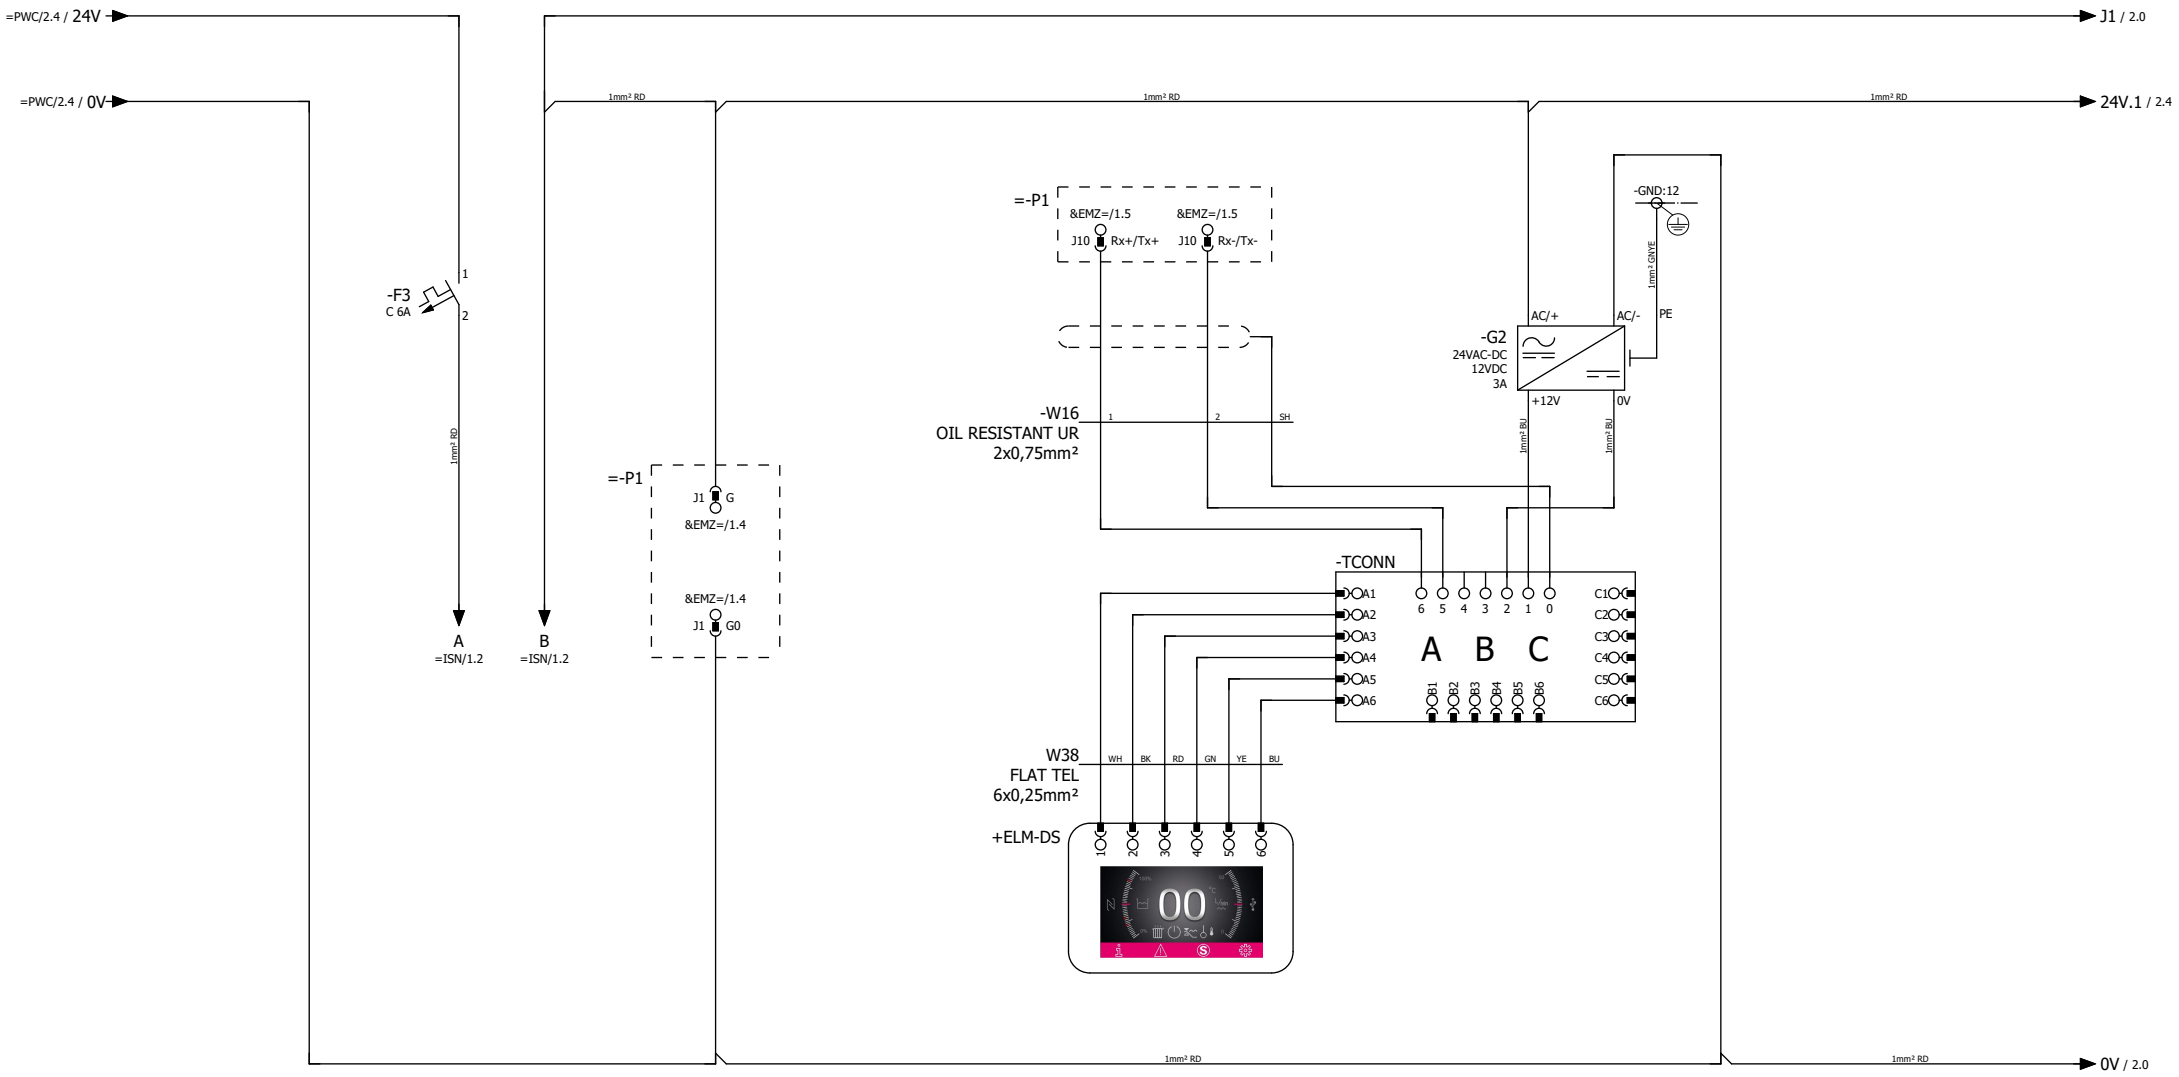 =PWC/2.4 / 24V
J1 / 2.0
=PWC/2.4 / 0V
1mm² RD
1mm² RD
1mm² RD
24V.1 / 2.4
=-P1
&EMZ=/1.5
&EMZ=/1.5
J10
Rx+/Tx+
J10
Rx-/Tx-
-GND:12
1mm² GNYE
PE
1
-F3
C 6A
2
AC/+
AC/-
-G2
24VAC-DC
12VDC
3A
+12V
0V
1mm² BU
1mm² BU
-W16
1
2
SH
OIL RESISTANT UR
2x0,75mm²
1mm² RD
=-P1
J1
G
&EMZ=/1.4
&EMZ=/1.4
J1
G0
A
=ISN/1.2
B
=ISN/1.2
-TCONN
A1
A2
A3
A4
A5
A6
6
5
4
3
2
1
0
A
B
C
B1
B2
B3
B4
B5
B6
C1
C2
C3
C4
C5
C6
W38
WH
BK
RD
GN
YE
BU
FLAT TEL
6x0,25mm²
+ELM-DS
1
2
3
4
5
6
100%
00
°C
0%
0
S
1mm² RD
1mm² RD
0V / 2.0